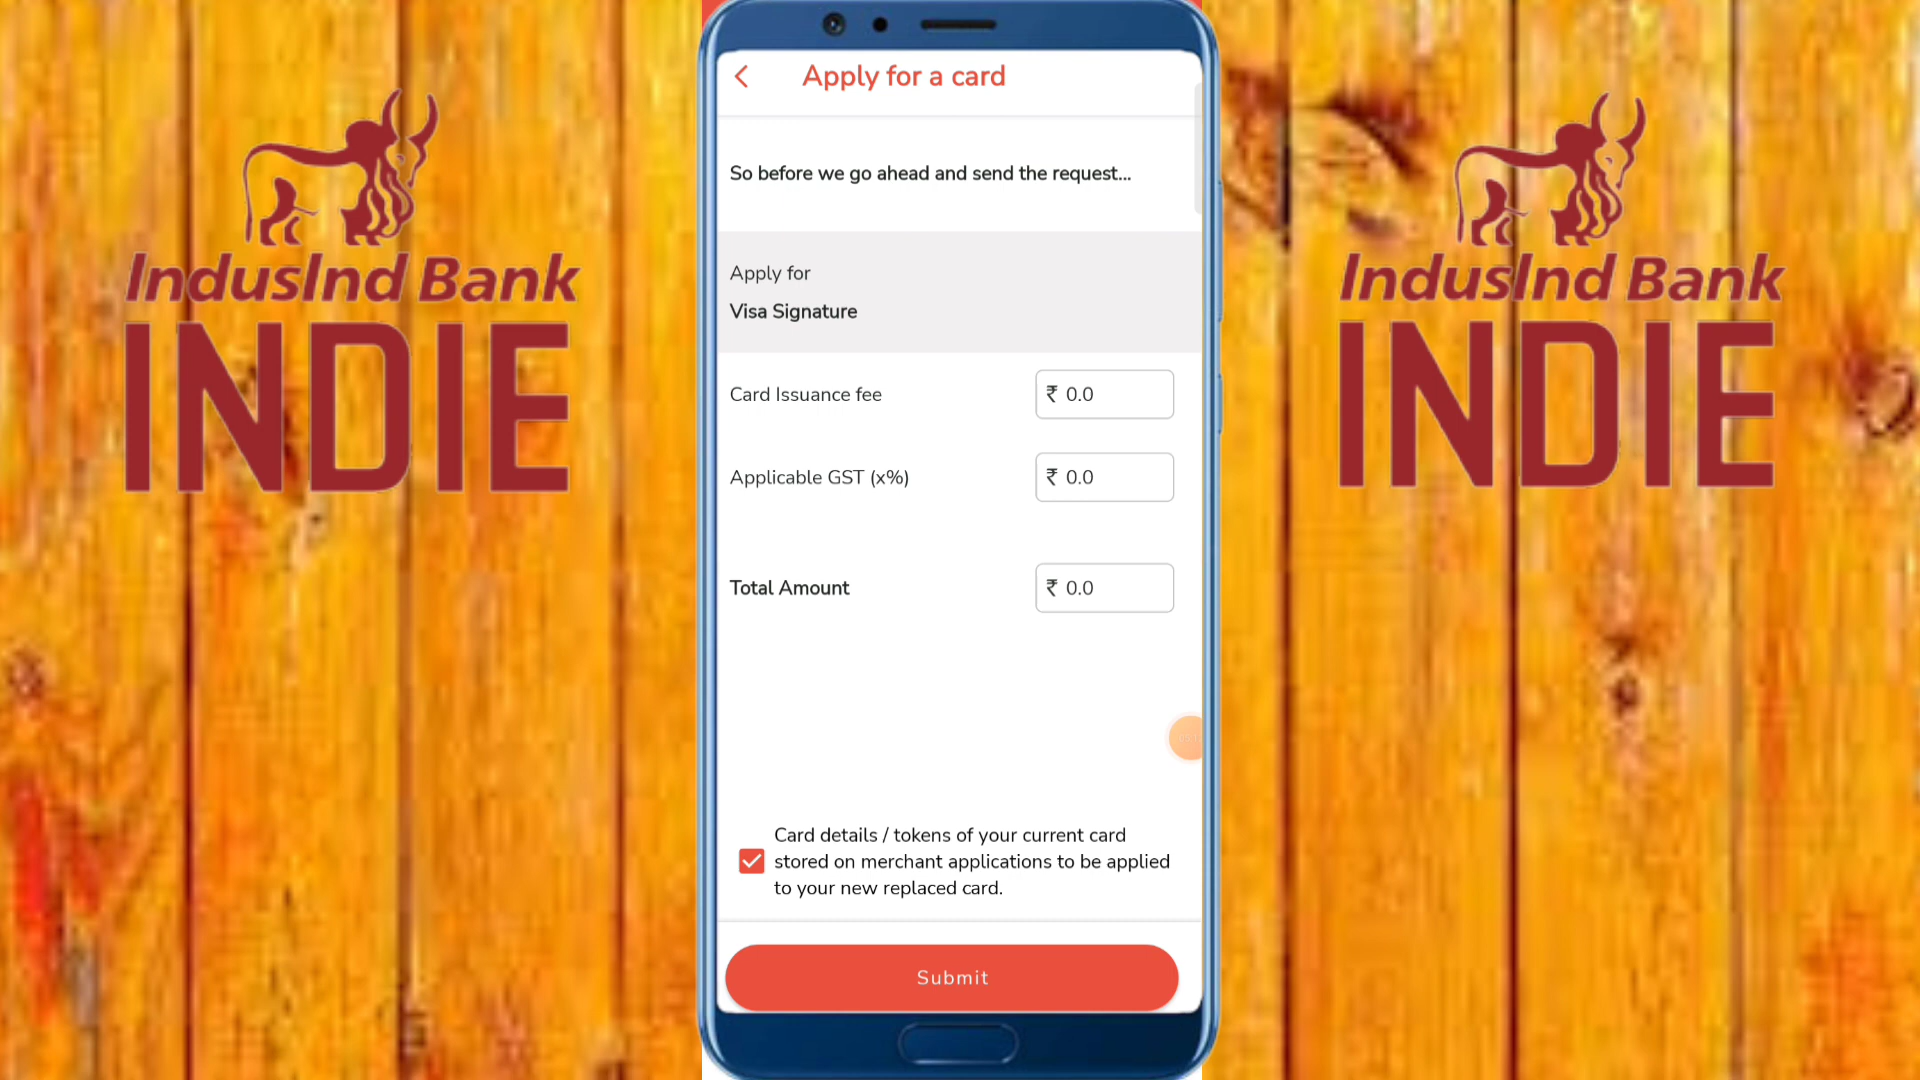 IndusInd Bank
INDIE
Apply for a card
So before we go ahead and send the request...
Apply for
Visa Signature
Card Issuance fee
₹ 0.0
Applicable GST (x%)
₹ 0.0
Total Amount
₹ 0.0
Card details / tokens of your current card
stored on merchant applications to be applied
to your new replaced card.
Submit
IndusInd Bank
INDIE